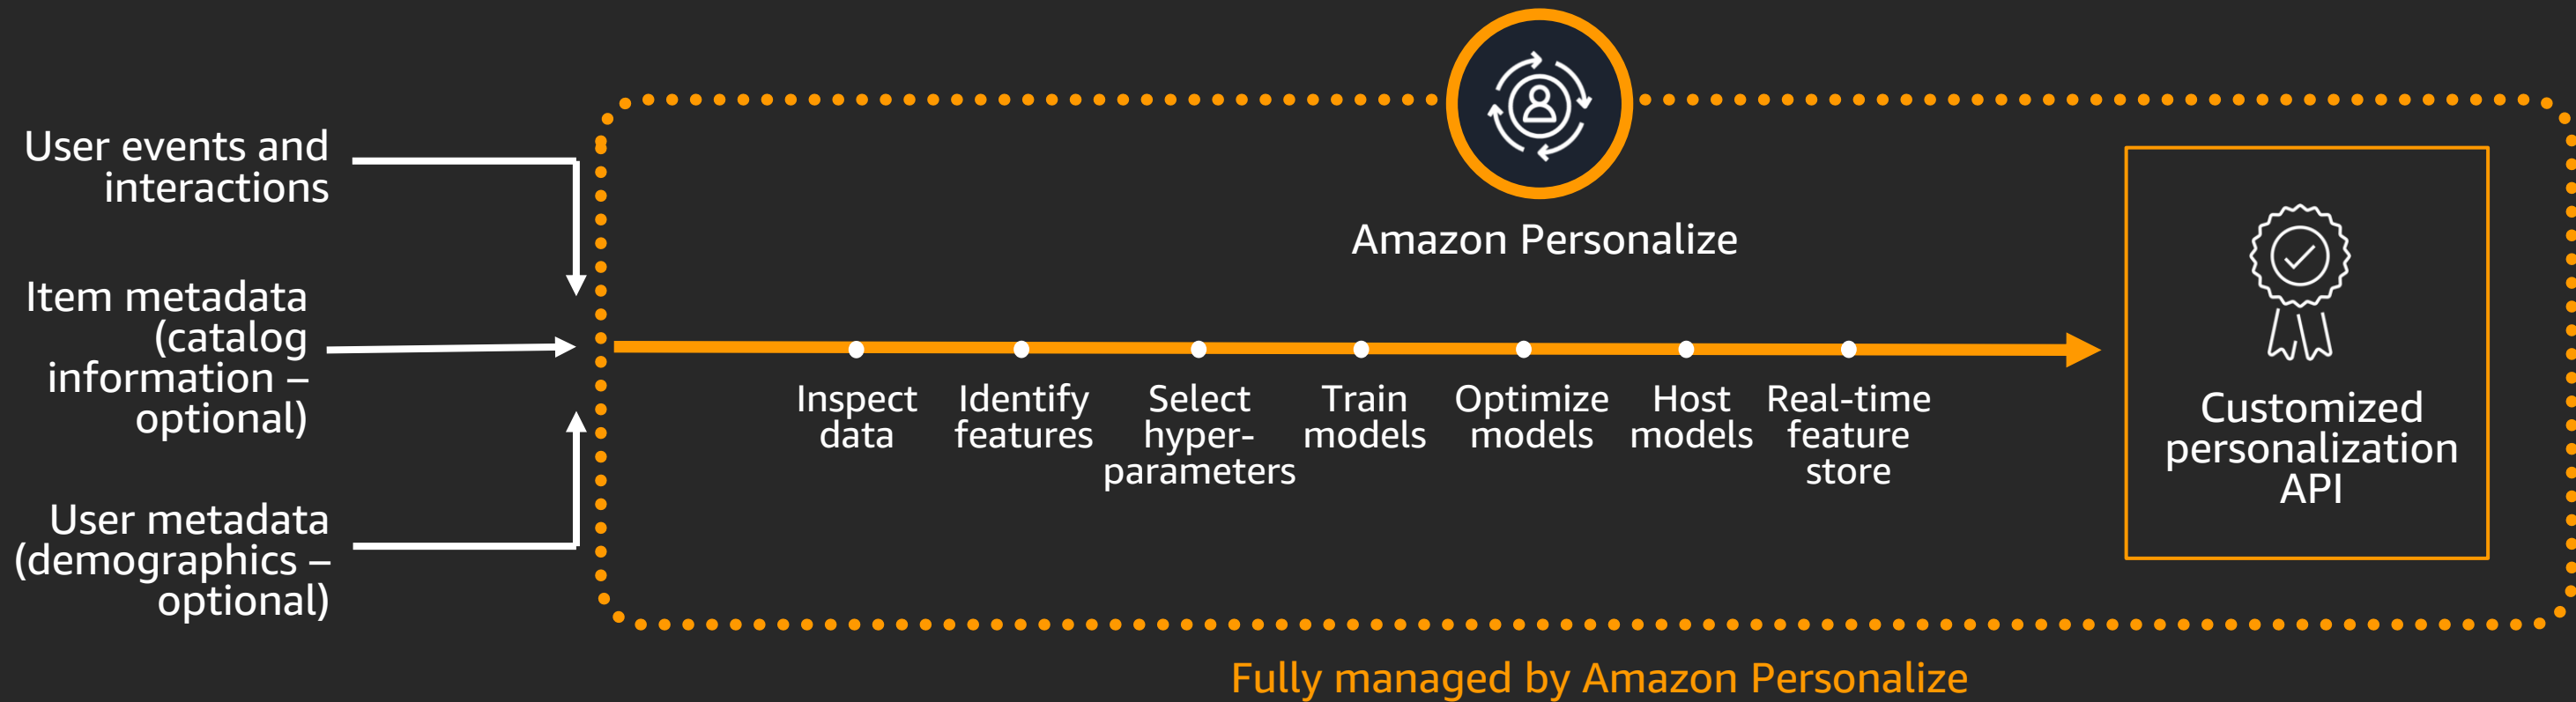 User events and
interactions
Item metadata
(catalog
information –
optional)
User metadata
(demographics –
optional)
Amazon Personalize
Inspect
data
Identify
features
Select
hyper-
parameters
Train
models
Optimize
models
Host
models
Real-time
feature
store
Customized
personalization
API
Fully managed by Amazon Personalize